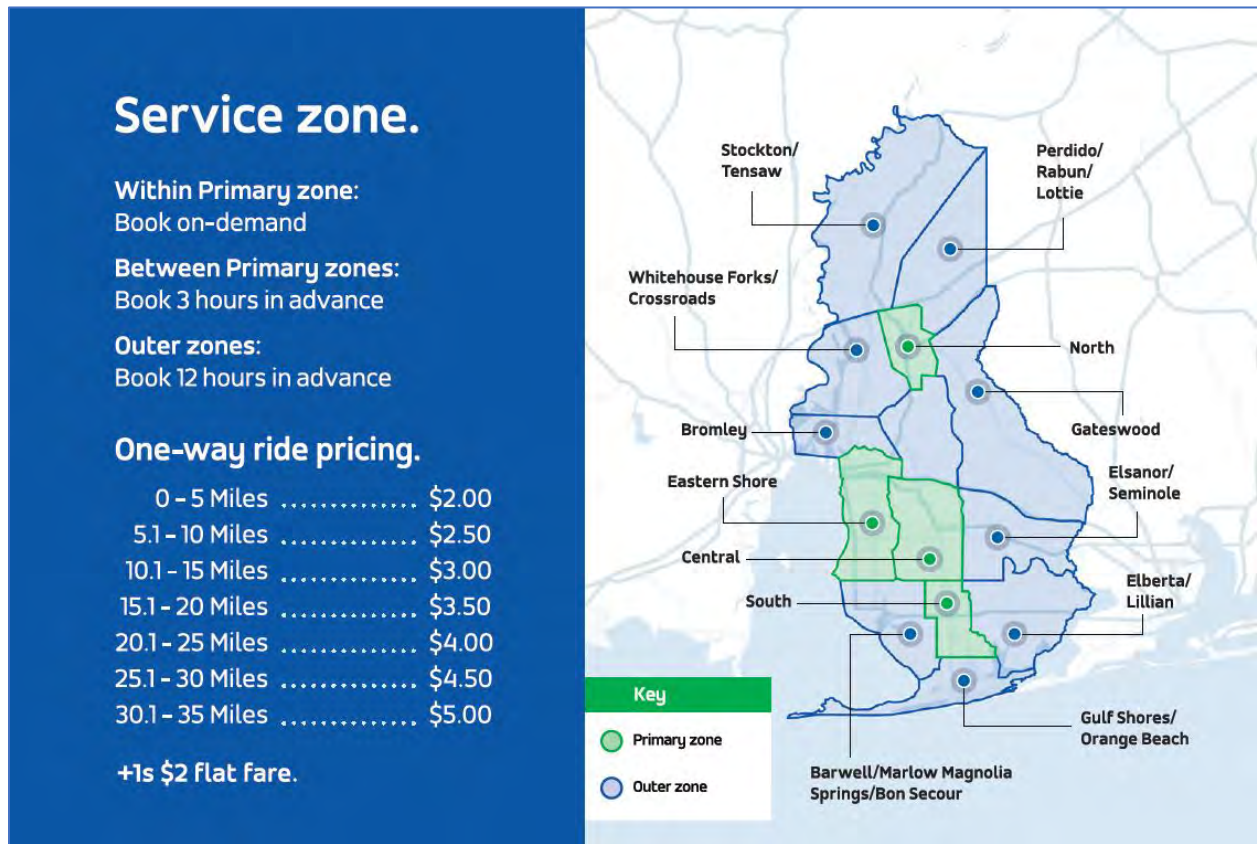 Service zone.
Within Primary zone:
Book on-demand
Between Primary zones:
Book 3 hours in advance
Outer zones:
Book 12 hours in advance
One-way ride pricing.
0 – 5 Miles ............. $2.00
5.1 – 10 Miles ............. $2.50
10.1 – 15 Miles ............. $3.00
15.1 – 20 Miles ............. $3.50
20.1 – 25 Miles ............. $4.00
25.1 – 30 Miles ............. $4.50
30.1 – 35 Miles ............. $5.00
+1s $2 flat fare.
Stockton/
Tensaw
Perdido/
Rabun/
Lottie
Whitehouse Forks/
Crossroads
North
Bromley
Gateswood
Eastern Shore
Elsanor/
Seminole
Central
Elberta/
Lillian
South
Gulf Shores/
Orange Beach
Barwell/Marlow Magnolia
Springs/Bon Secour
Key
Primary zone
Outer zone